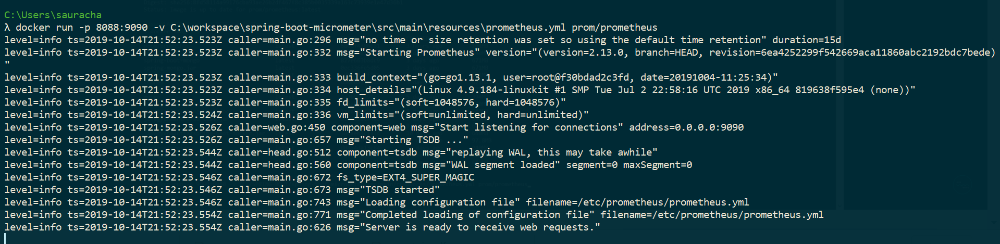 C:\Users\sauracha
λ docker run -p 8088:9090 -v C:\workspace\spring-boot-micrometer\src\main\resources\prometheus.yml prom/prometheus
level=info ts=2019-10-14T21:52:23.523Z caller=main.go:296 msg="no time or size retention was set so using the default time retention" duration=15d
level=info ts=2019-10-14T21:52:23.523Z caller=main.go:332 msg="Starting Prometheus" version="(version=2.13.0, branch=HEAD, revision=6ea4252299f542669aca11860abc2192bdc7bede)
"
level=info ts=2019-10-14T21:52:23.523Z caller=main.go:333 build_context="(go=go1.13.1, user=root@f30bdad2c3fd, date=20191004-11:25:34)"
level=info ts=2019-10-14T21:52:23.523Z caller=main.go:334 host_details="(Linux 4.9.184-linuxkit #1 SMP Tue Jul 2 22:58:16 UTC 2019 x86_64 819638f595e4 (none))"
level=info ts=2019-10-14T21:52:23.523Z caller=main.go:335 fd_limits="(soft=1048576, hard=1048576)"
level=info ts=2019-10-14T21:52:23.524Z caller=main.go:336 vm_limits="(soft=unlimited, hard=unlimited)"
level=info ts=2019-10-14T21:52:23.526Z caller=web.go:450 component=web msg="Start listening for connections" address=0.0.0.0:9090
level=info ts=2019-10-14T21:52:23.526Z caller=main.go:657 msg="Starting TSDB ..."
level=info ts=2019-10-14T21:52:23.544Z caller=head.go:512 component=tsdb msg="replaying WAL, this may take awhile"
level=info ts=2019-10-14T21:52:23.544Z caller=head.go:560 component=tsdb msg="WAL segment loaded" segment=0 maxSegment=0
level=info ts=2019-10-14T21:52:23.546Z caller=main.go:672 fs_type=EXT4_SUPER_MAGIC
level=info ts=2019-10-14T21:52:23.546Z caller=main.go:673 msg="TSDB started"
level=info ts=2019-10-14T21:52:23.546Z caller=main.go:743 msg="Loading configuration file" filename=/etc/prometheus/prometheus.yml
level=info ts=2019-10-14T21:52:23.554Z caller=main.go:771 msg="Completed loading of configuration file" filename=/etc/prometheus/prometheus.yml
level=info ts=2019-10-14T21:52:23.554Z caller=main.go:626 msg="Server is ready to receive web requests."